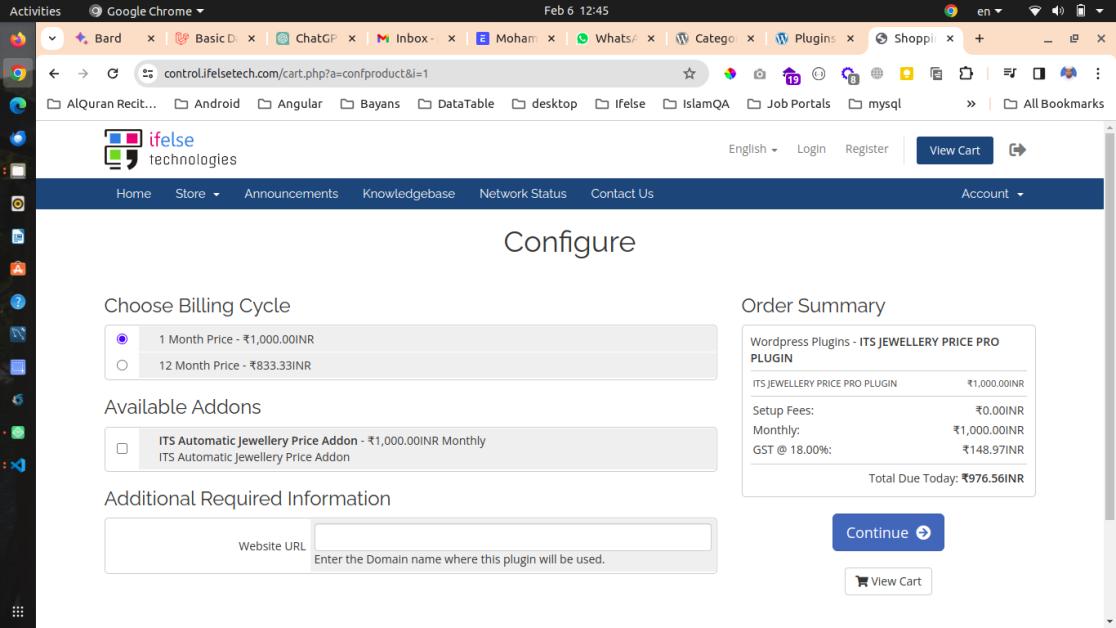 Activities
Google Chrome
Feb 6 12:45
en
Bard
Basic D
ChatGP
Inbox -
Moham
WhatsA
Catego
Plugins
Shoppi
control.ifelsetech.com/cart.php?a=confproduct&i=1
19
8
AlQuran Recit...
Android
Angular
Bayans
DataTable
desktop
Ifelse
IslamQA
Job Portals
mysql
»
All Bookmarks
ifelse
technologies
English
Login
Register
View Cart
Home
Store
Announcements
Knowledgebase
Network Status
Contact Us
Account
Configure
Choose Billing Cycle
1 Month Price - ₹1,000.00INR
12 Month Price - ₹833.33INR
Available Addons
ITS Automatic Jewellery Price Addon - ₹1,000.00INR Monthly
ITS Automatic Jewellery Price Addon
Additional Required Information
Website URL
Enter the Domain name where this plugin will be used.
Order Summary
Wordpress Plugins - ITS JEWELLERY PRICE PRO
PLUGIN
ITS JEWELLERY PRICE PRO PLUGIN ₹1,000.00INR
Setup Fees: ₹0.00INR
Monthly: ₹1,000.00INR
GST @ 18.00%: ₹148.97INR
Total Due Today: ₹976.56INR
Continue
View Cart